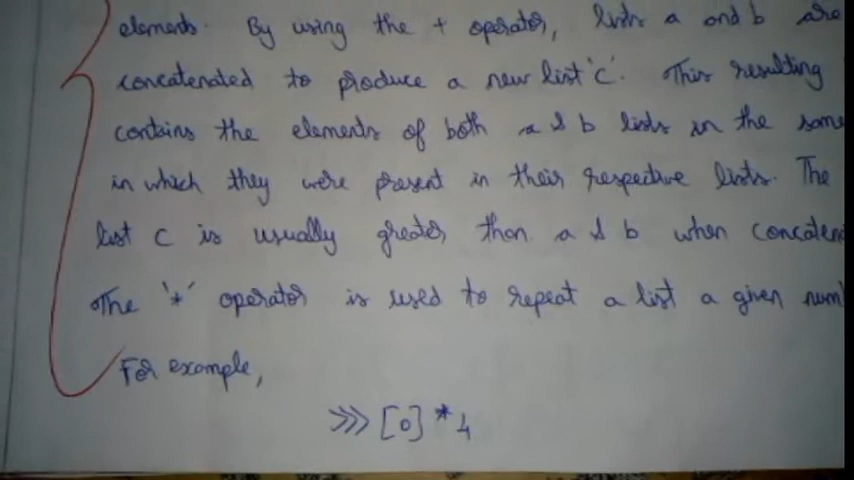 elements. By using the + operator, lists a and b are
concatenated to produce a new list 'c'. This resulting
contains the elements of both a & b lists in the same
in which they were present in their respective lists. The
list c is usually greater than a & b when concaten
The '*' operator is used to repeat a list a given num
For example,
>>> [0] * 4